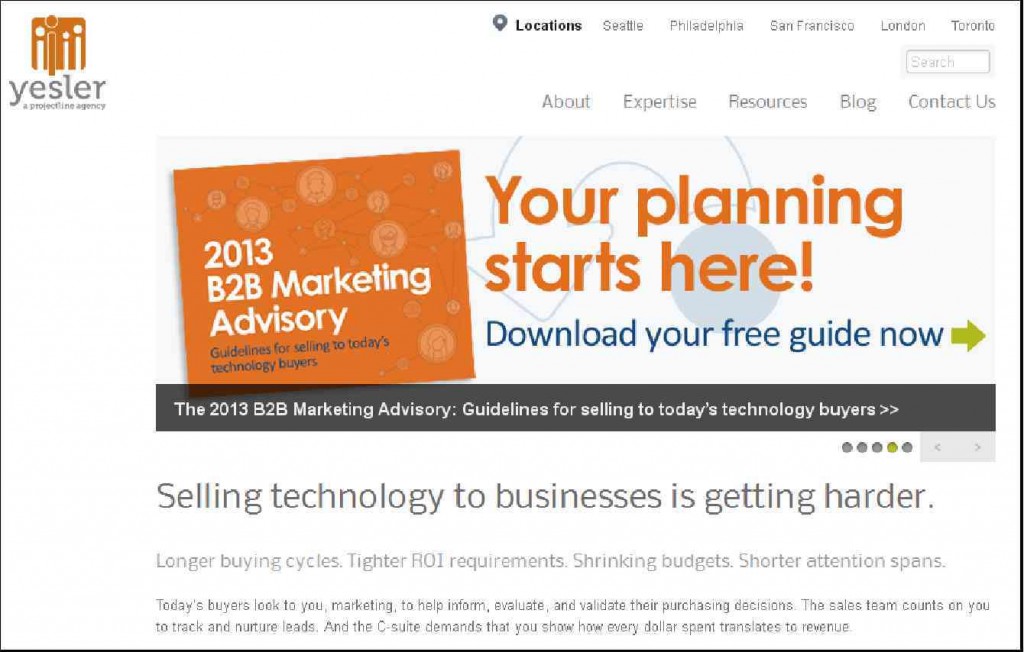 yesler
a projectline agency
Locations Seattle Philadelphia San Francisco London Toronto
Search
About Expertise Resources Blog Contact Us
2013
B2B Marketing
Advisory
Guidelines for selling to today's
technology buyers
Your planning
starts here!
Download your free guide now
The 2013 B2B Marketing Advisory: Guidelines for selling to today's technology buyers >>
< >
Selling technology to businesses is getting harder.
Longer buying cycles. Tighter ROI requirements. Shrinking budgets. Shorter attention spans.
Today's buyers look to you, marketing, to help inform, evaluate, and validate their purchasing decisions. The sales team counts on you
to track and nurture leads. And the C-suite demands that you show how every dollar spent translates to revenue.